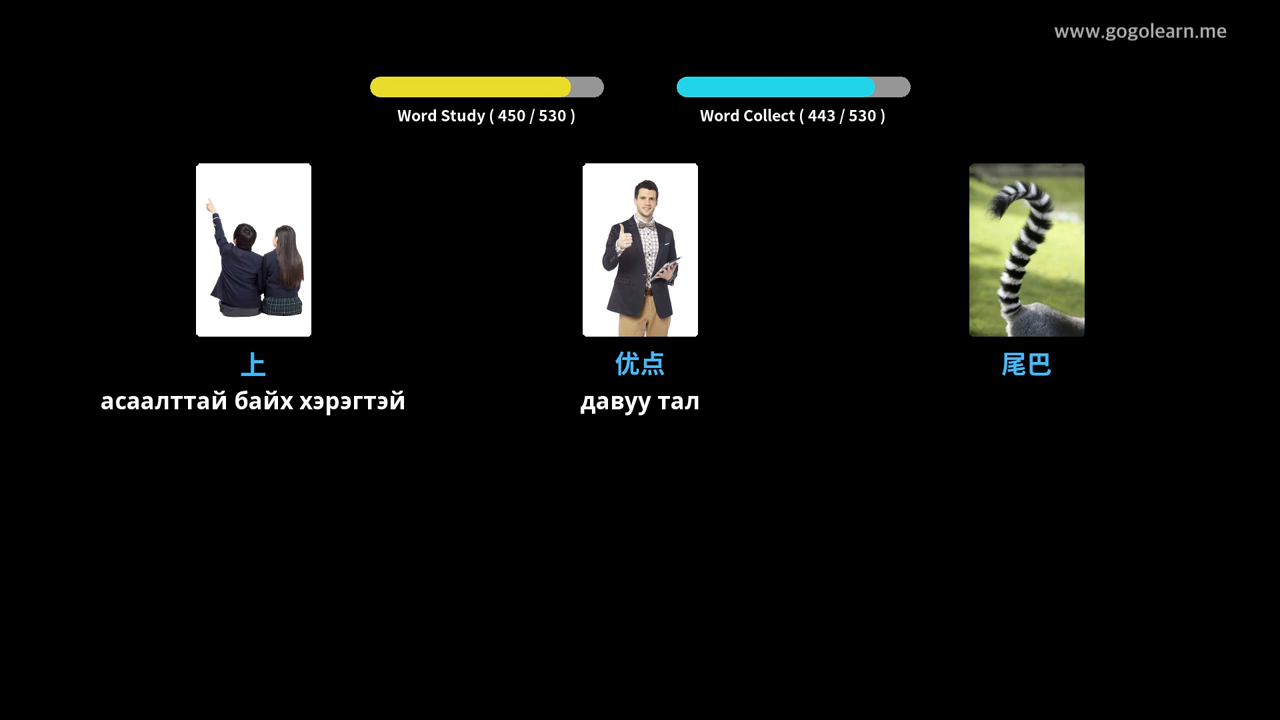 www.gogolearn.me
Word Study ( 450 / 530 )
Word Collect ( 443 / 530 )
上
асаалттай байх хэрэгтэй
优点
давуу тал
尾巴